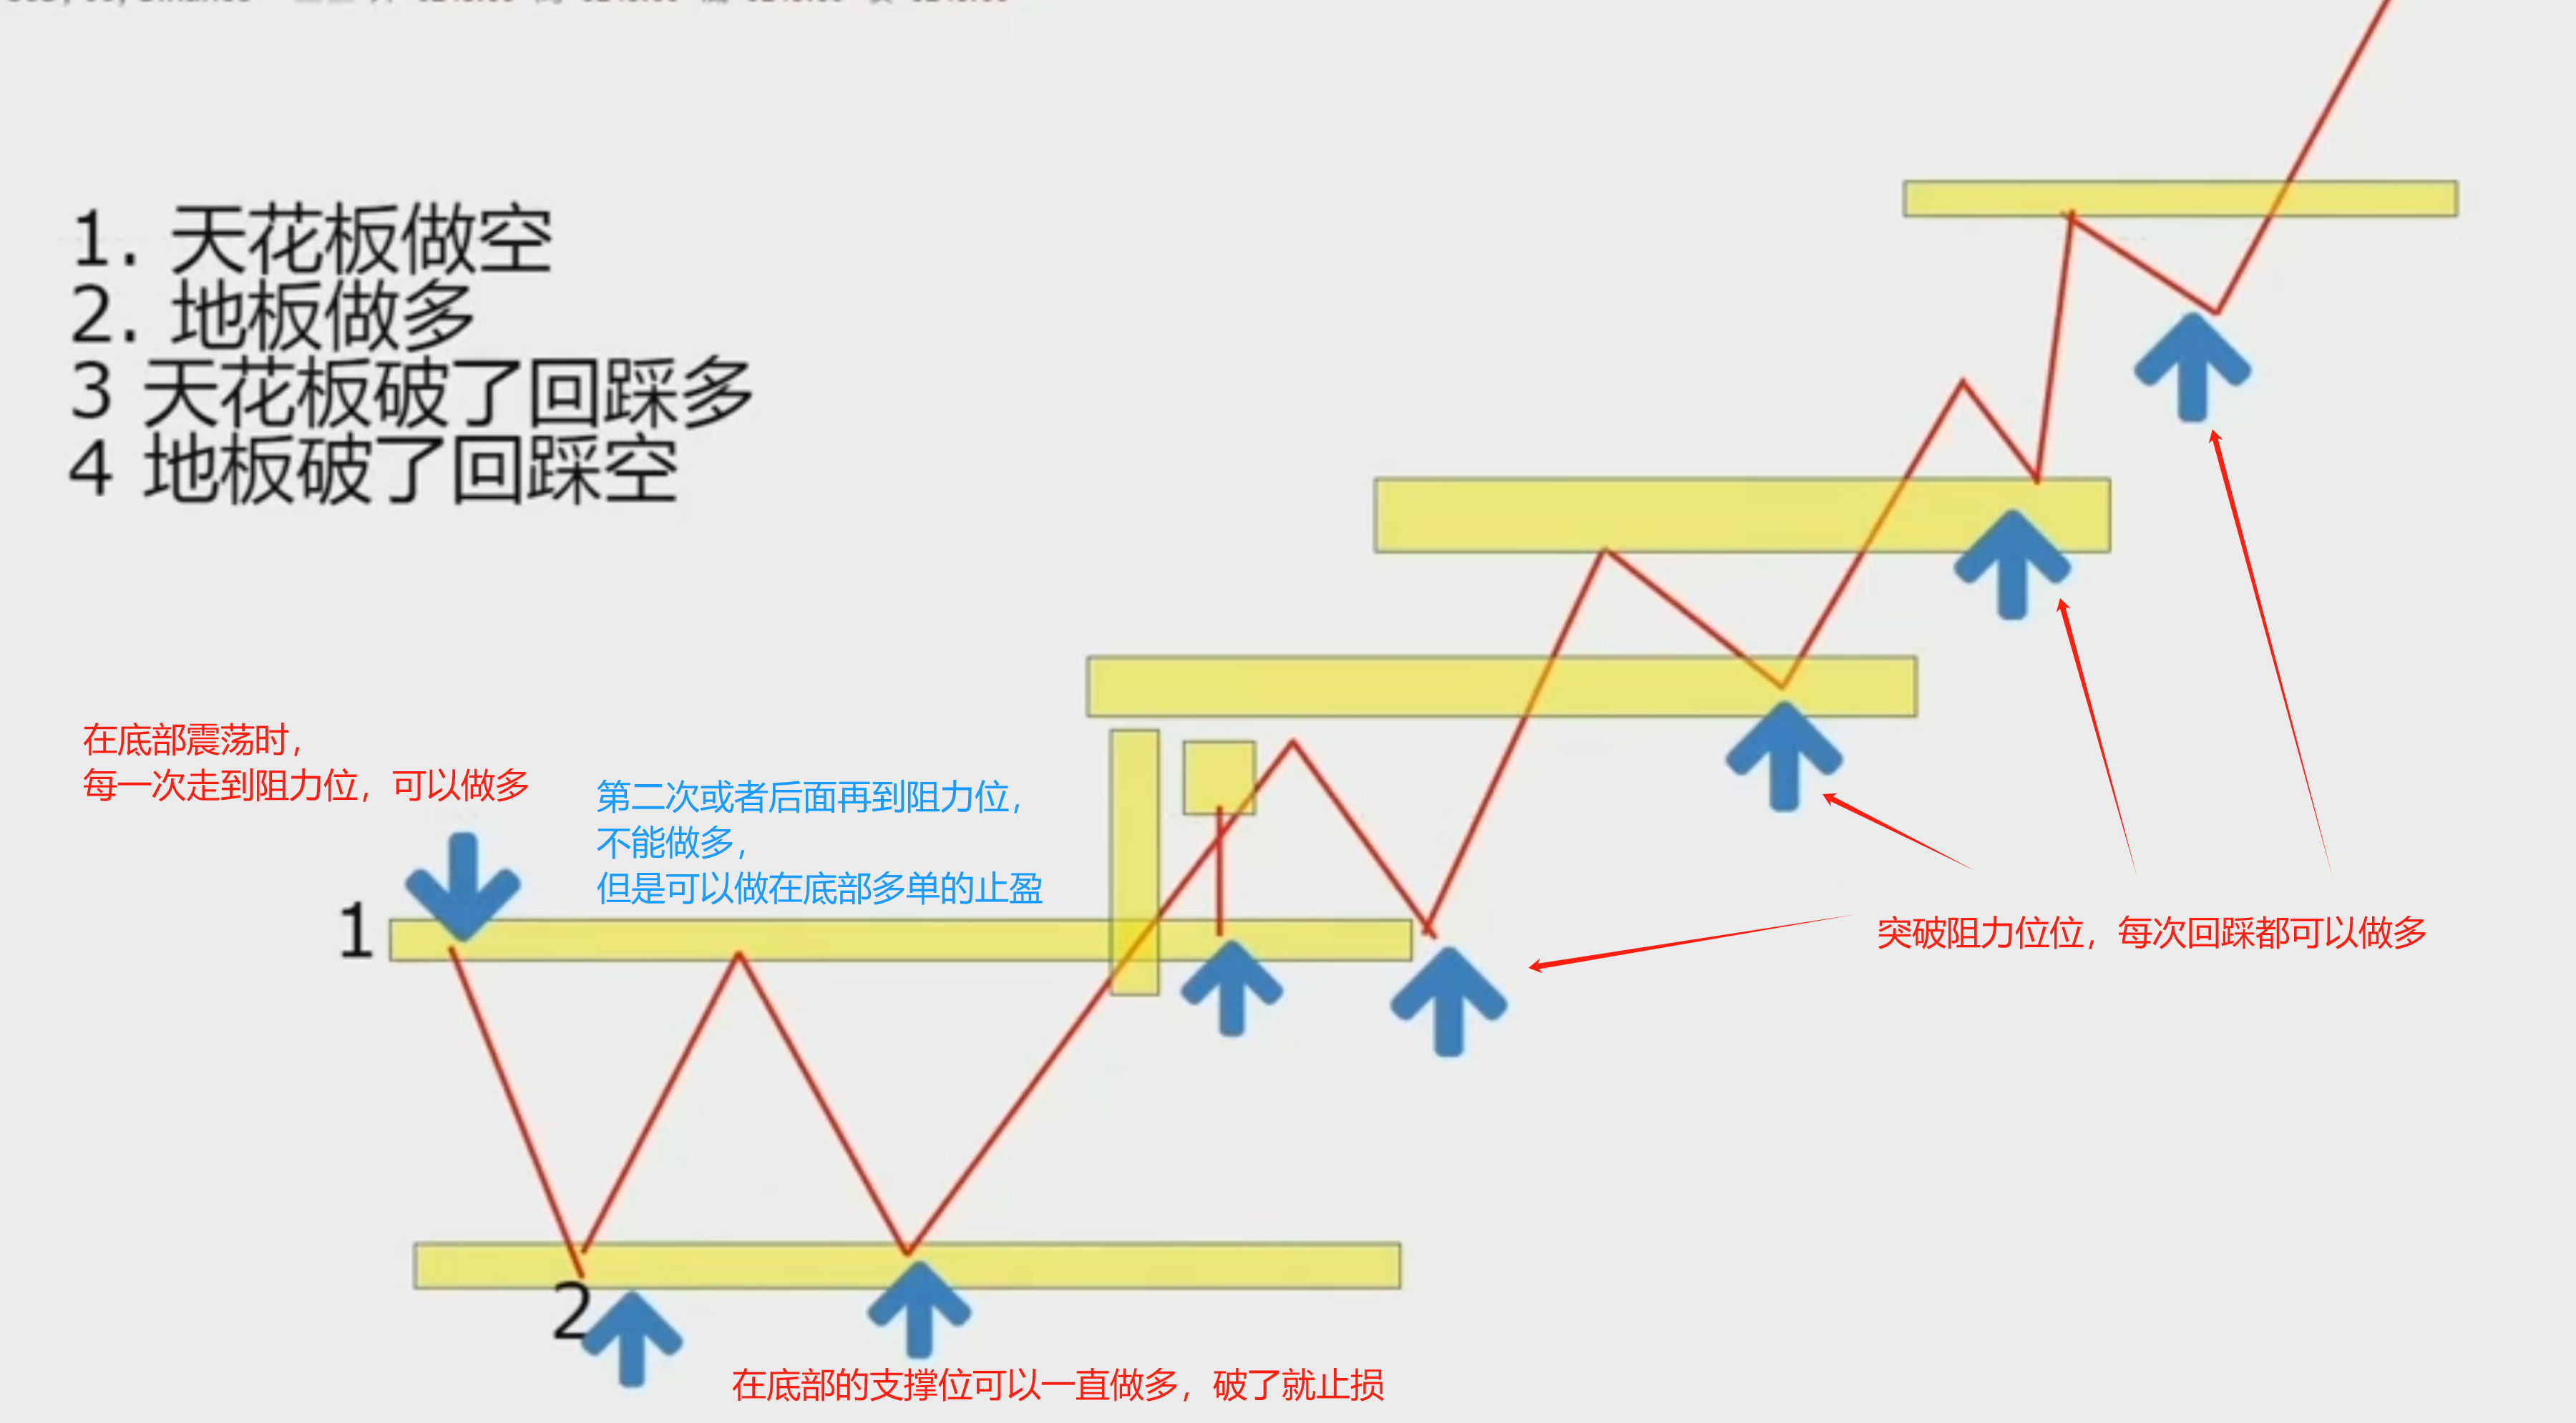 1. 天花板做空
2. 地板做多
3 天花板破了回踩多
4 地板破了回踩空
在底部震荡时，
每一次走到阻力位，可以做多
第二次或者后面再到阻力位，
不能做多，
但是可以做在底部多单的止盈
1
突破阻力位位，每次回踩都可以做多
2
在底部的支撑位可以一直做多，破了就止损